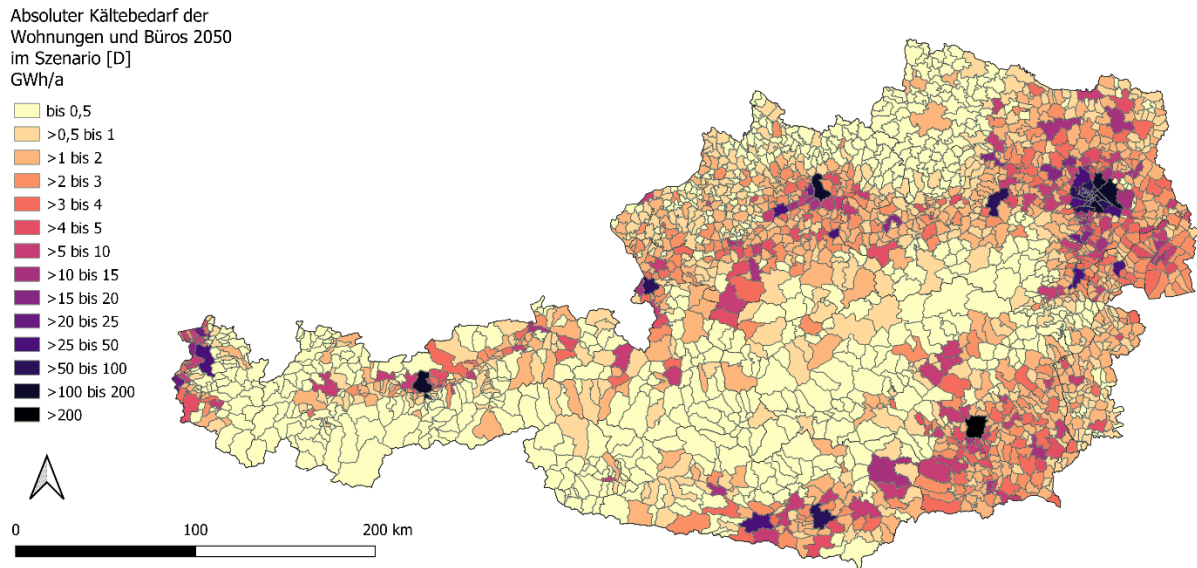 Absoluter Kältebedarf der
Wohnungen und Büros 2050
im Szenario [D]
GWh/a
bis 0,5
>0,5 bis 1
>1 bis 2
>2 bis 3
>3 bis 4
>4 bis 5
>5 bis 10
>10 bis 15
>15 bis 20
>20 bis 25
>25 bis 50
>50 bis 100
>100 bis 200
>200
0 100 200 km